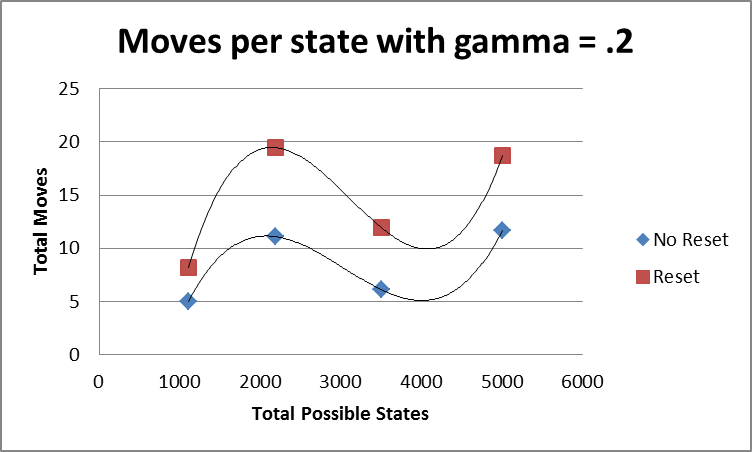 Moves per state with gamma = .2
Total Moves
25
20
15
10
5
0
0 1000 2000 3000 4000 5000 6000
Total Possible States
No Reset
Reset